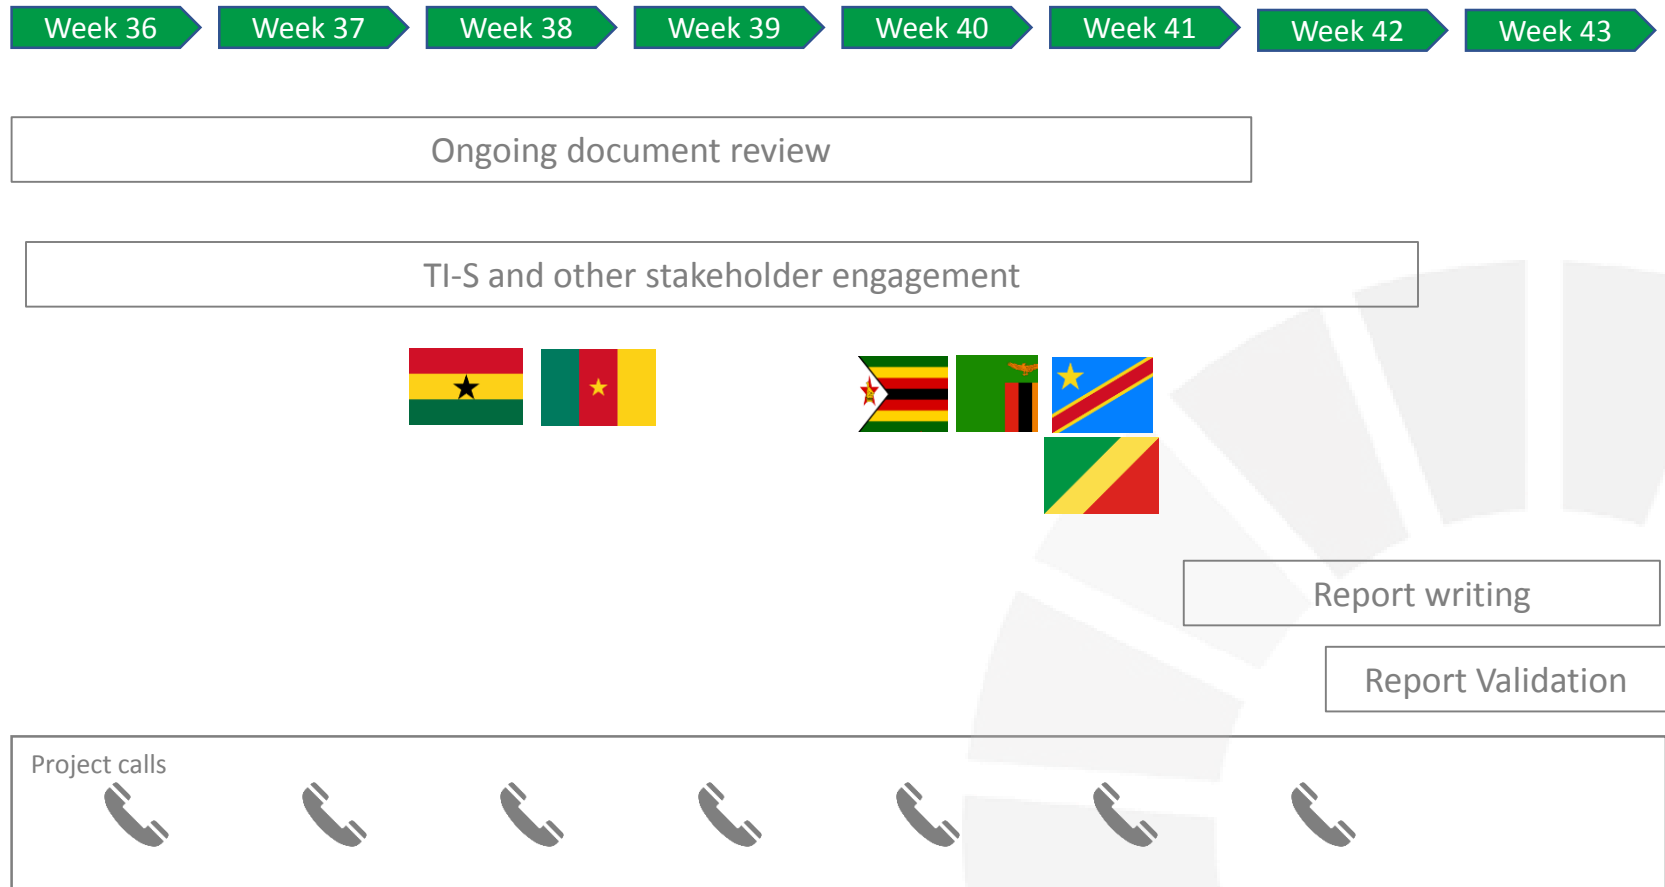 Week 36
Week 37
Week 38
Week 39
Week 40
Week 41
Week 42
Week 43
Ongoing document review
TI-S and other stakeholder engagement
Report writing
Report Validation
Project calls